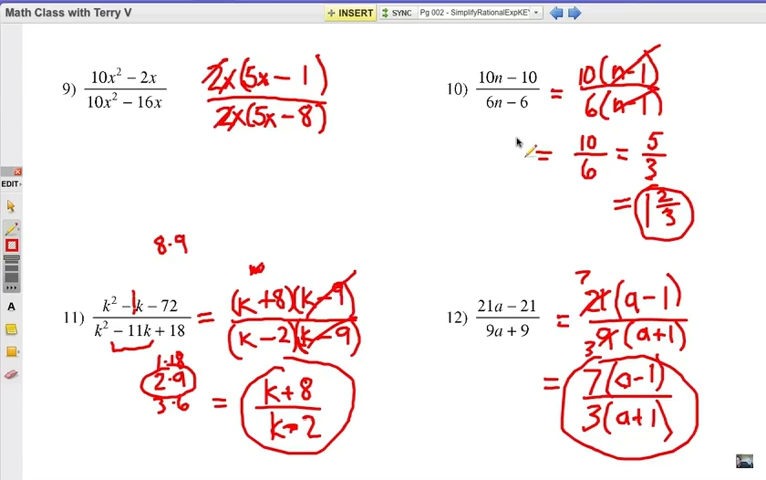 Math Class with Terry V
+ INSERT
SYNC
Pg 002 - SimplifyRationalExpKEY
EDIT
A
9) 10x² − 2x / 10x² − 16x
2x(5x − 1) / 2x(5x − 8)
10) 10n − 10 / 6n − 6 = 10(n−1) / 6(n−1)
= 10/6 = 5/3
= 1 2/3
8·9
11) k² − k − 72 / k² − 11k + 18 = (k+8)(k−9) / (k−2)(k−9)
1
1·18
2·9
3·6
= k+8 / k−2
12) 21a − 21 / 9a + 9 = 21(a−1) / 9(a+1)
7
3
= 7(a−1) / 3(a+1)